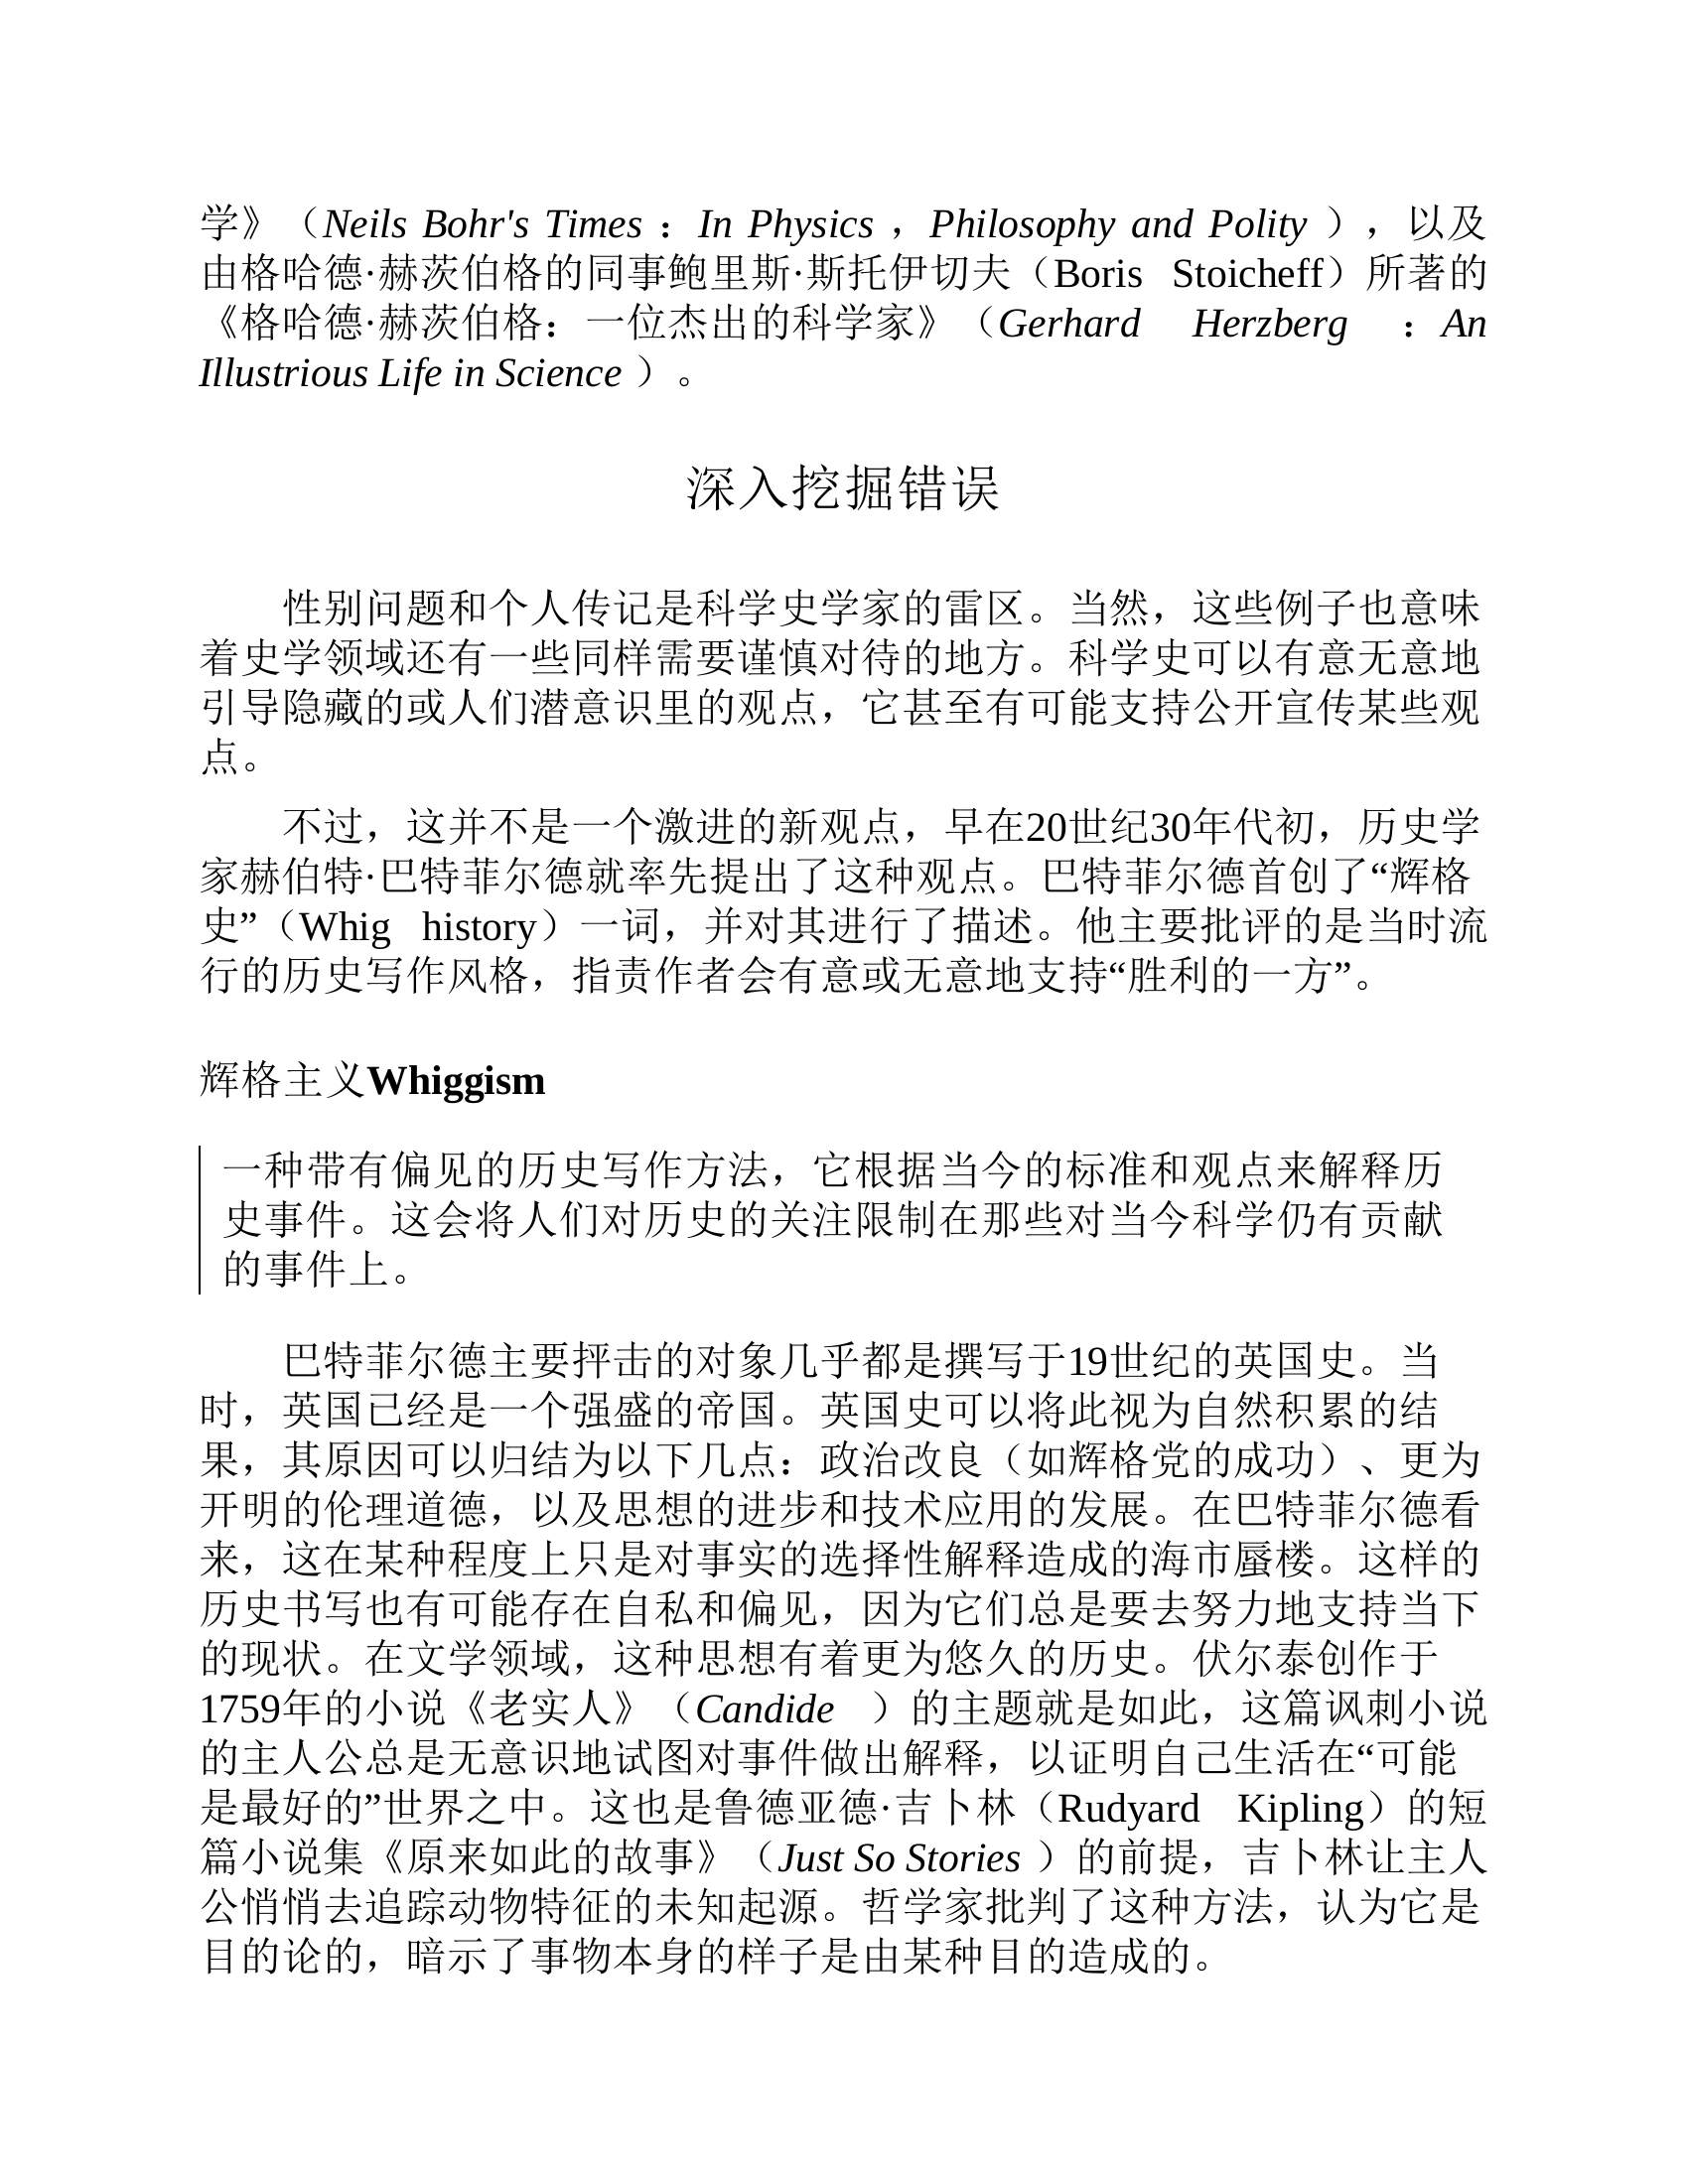 学》（Neils Bohr's Times ：In Physics ，Philosophy and Polity ），以及
由格哈德·赫茨伯格的同事鲍里斯·斯托伊切夫（Boris Stoicheff）所著的
《格哈德·赫茨伯格：一位杰出的科学家》（Gerhard Herzberg ：An
Illustrious Life in Science ）。
深入挖掘错误
性别问题和个人传记是科学史学家的雷区。当然，这些例子也意味
着史学领域还有一些同样需要谨慎对待的地方。科学史可以有意无意地
引导隐藏的或人们潜意识里的观点，它甚至有可能支持公开宣传某些观
点。
不过，这并不是一个激进的新观点，早在20世纪30年代初，历史学
家赫伯特·巴特菲尔德就率先提出了这种观点。巴特菲尔德首创了“辉格
史”（Whig history）一词，并对其进行了描述。他主要批评的是当时流
行的历史写作风格，指责作者会有意或无意地支持“胜利的一方”。
辉格主义Whiggism
一种带有偏见的历史写作方法，它根据当今的标准和观点来解释历
史事件。这会将人们对历史的关注限制在那些对当今科学仍有贡献
的事件上。
巴特菲尔德主要抨击的对象几乎都是撰写于19世纪的英国史。当
时，英国已经是一个强盛的帝国。英国史可以将此视为自然积累的结
果，其原因可以归结为以下几点：政治改良（如辉格党的成功）、更为
开明的伦理道德，以及思想的进步和技术应用的发展。在巴特菲尔德看
来，这在某种程度上只是对事实的选择性解释造成的海市蜃楼。这样的
历史书写也有可能存在自私和偏见，因为它们总是要去努力地支持当下
的现状。在文学领域，这种思想有着更为悠久的历史。伏尔泰创作于
1759年的小说《老实人》（Candide ）的主题就是如此，这篇讽刺小说
的主人公总是无意识地试图对事件做出解释，以证明自己生活在“可能
是最好的”世界之中。这也是鲁德亚德·吉卜林（Rudyard Kipling）的短
篇小说集《原来如此的故事》（Just So Stories ）的前提，吉卜林让主人
公悄悄去追踪动物特征的未知起源。哲学家批判了这种方法，认为它是
目的论的，暗示了事物本身的样子是由某种目的造成的。